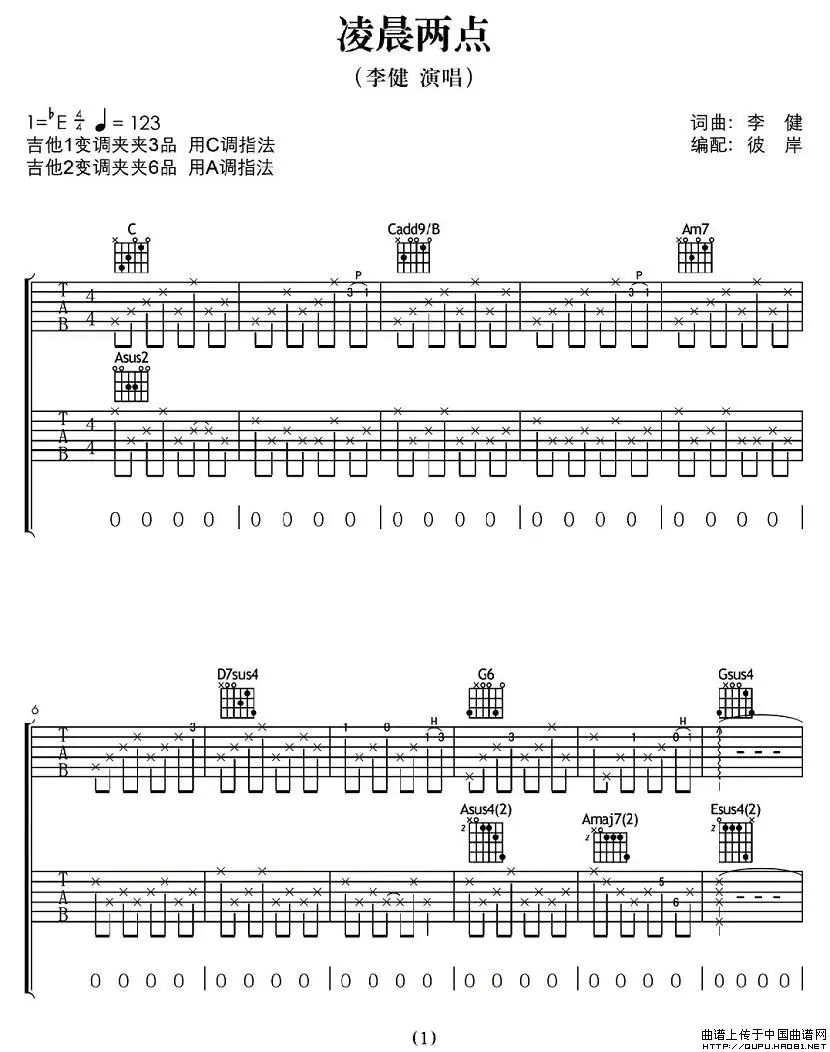 凌晨两点
（李健 演唱）
1=♭E 4/4 ♩= 123
吉他1变调夹夹3品 用C调指法
吉他2变调夹夹6品 用A调指法
词曲：李 健
编配：彼 岸
C Cadd9/B Am7
P P
3 1 3 1
T A B 4 4
Asus2
T A B 4 4
0 0 0 0 | 0 0 0 0 | 0 0 0 0 | 0 0 0 0 | 0 0 0 0 |
D7sus4 G6 Gsus4
6
3 1 0 H 1 3 3 1 H 0 1
T A B
Asus4(2) Amaj7(2) Esus4(2)
2 2 2
T A B
5 6
0 0 0 0 | 0 0 0 0 | 0 0 0 0 | 0 0 0 0 | 0 0 0 0 | 0 0 0 0 |
(1)
曲谱上传于中国曲谱网
HTTP://QUPU.HAO81.NET